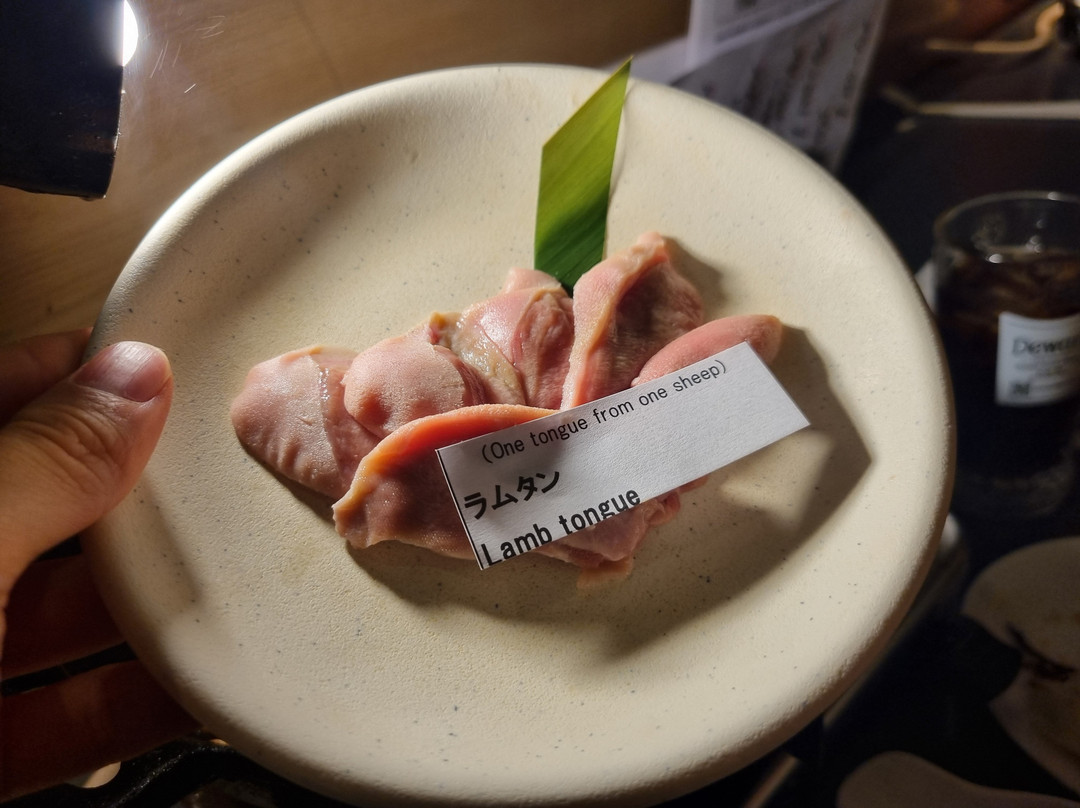 (One tongue from one sheep)
ラムタン
Lamb tongue